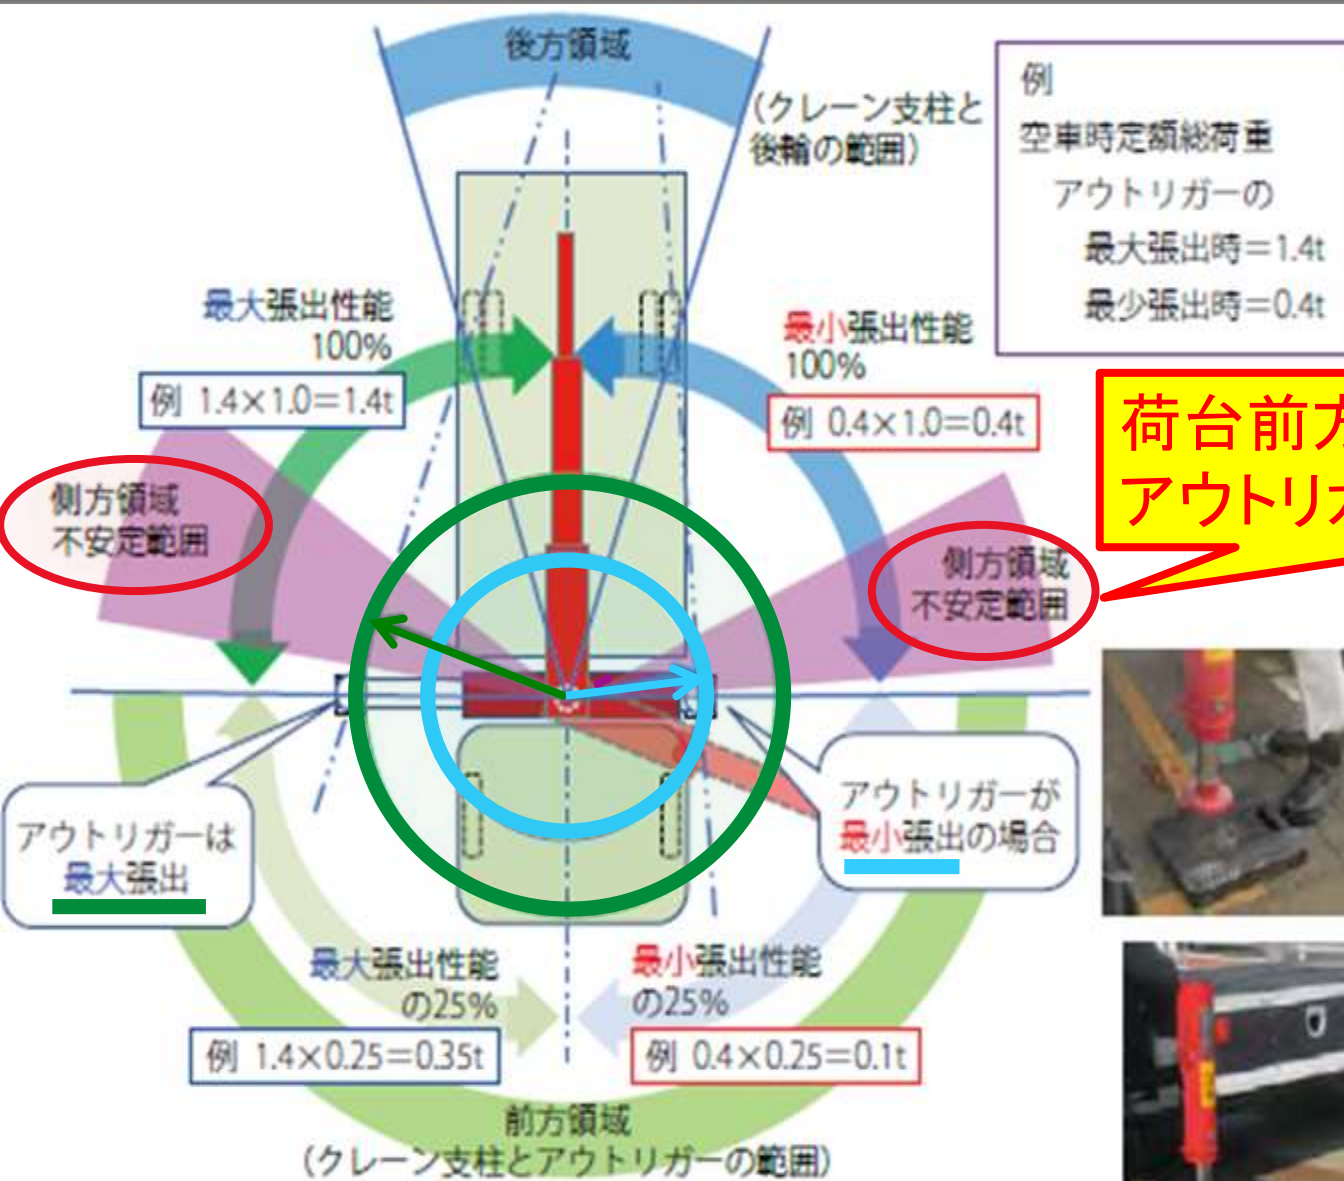 後方領域
(クレーン支柱と
後輪の範囲)
例
空車時定額総荷重
アウトリガーの
最大張出時=1.4t
最少張出時=0.4t
最大張出性能
100%
例 1.4×1.0=1.4t
最小張出性能
100%
例 0.4×1.0=0.4t
荷台前方
アウトリガ
側方領域
不安定範囲
側方領域
不安定範囲
アウトリガーは
最大張出
アウトリガーが
最小張出の場合
最大張出性能
の25%
例 1.4×0.25=0.35t
最小張出性能
の25%
例 0.4×0.25=0.1t
前方領域
(クレーン支柱とアウトリガーの範囲)